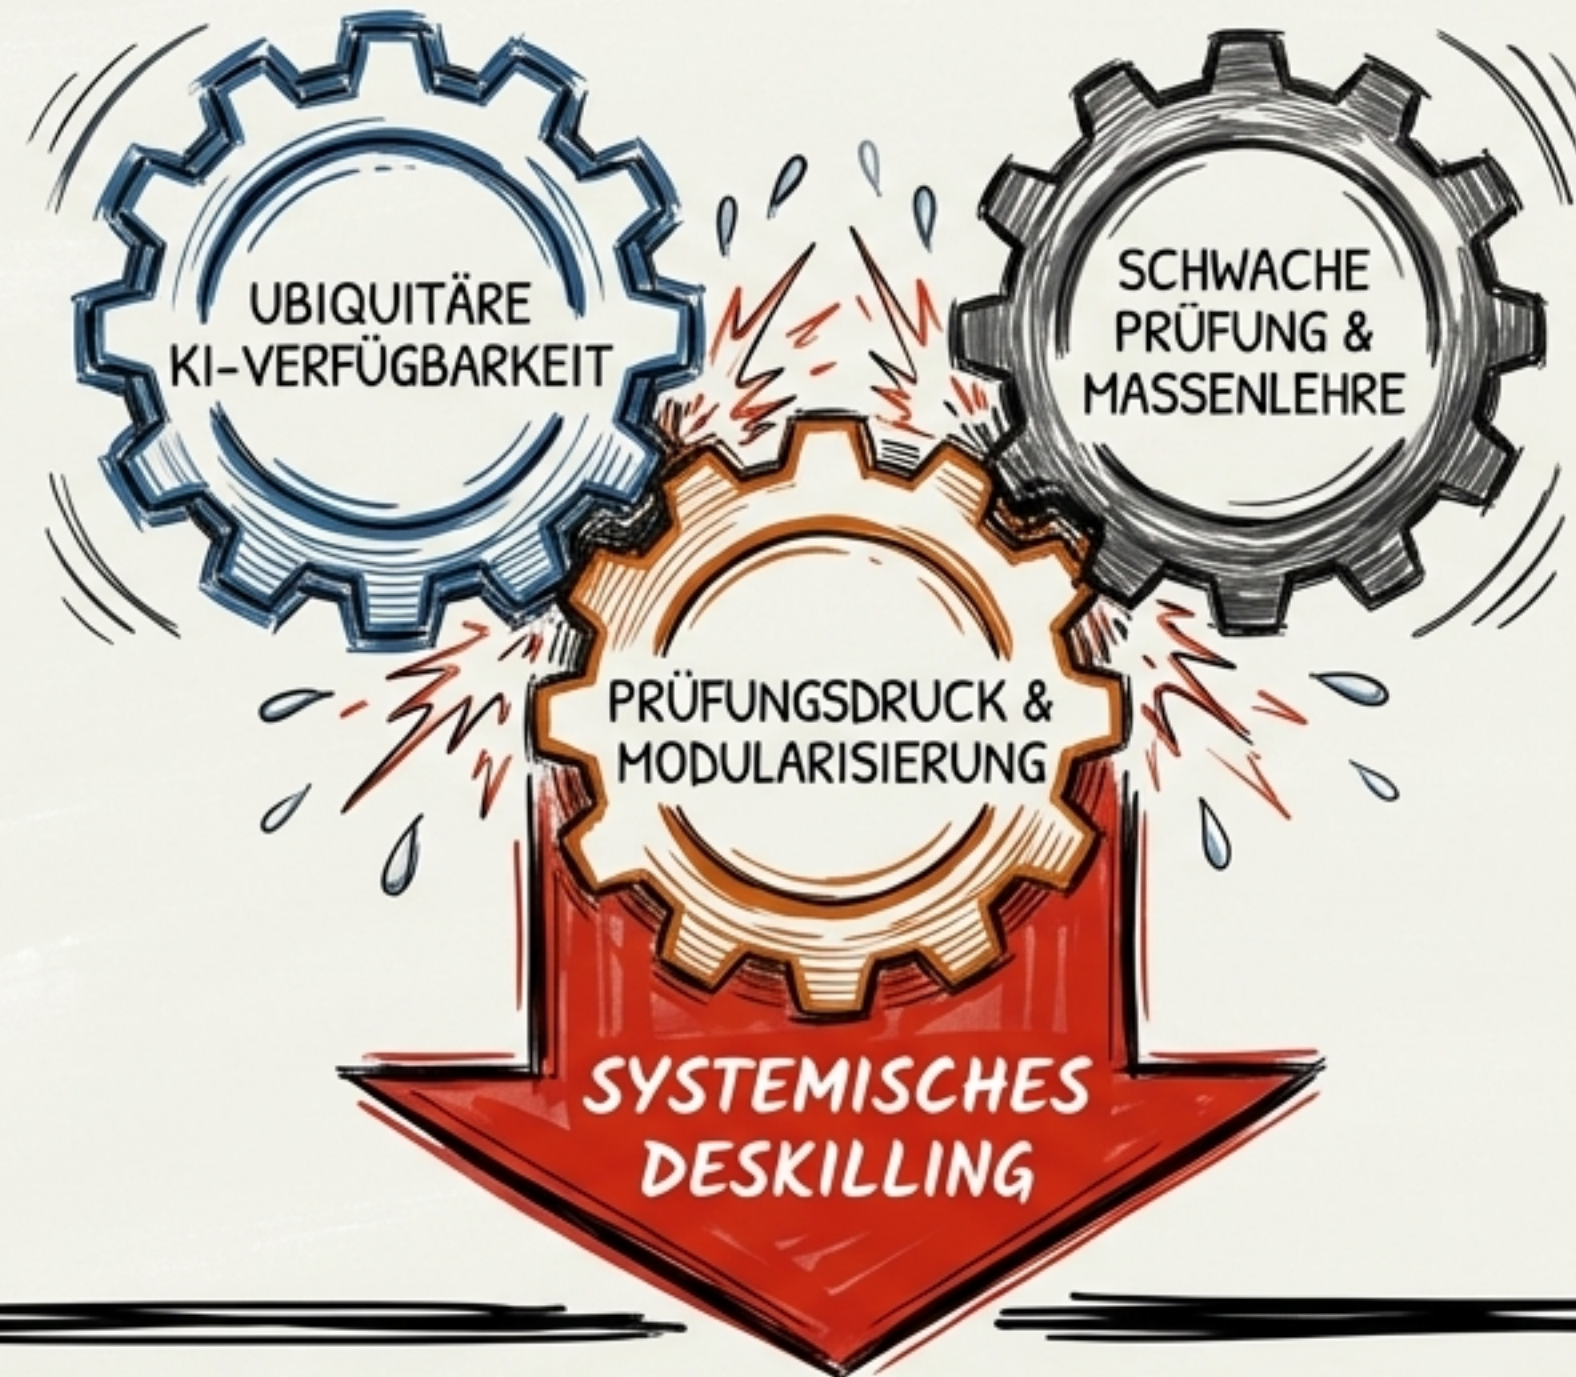 UBIQUITÄRE
KI-VERFÜGBARKEIT
SCHWACHE
PRÜFUNG &
MASSENLEHRE
PRÜFUNGSDRUCK &
MODULARISIERUNG
SYSTEMISCHES
DESKILLING